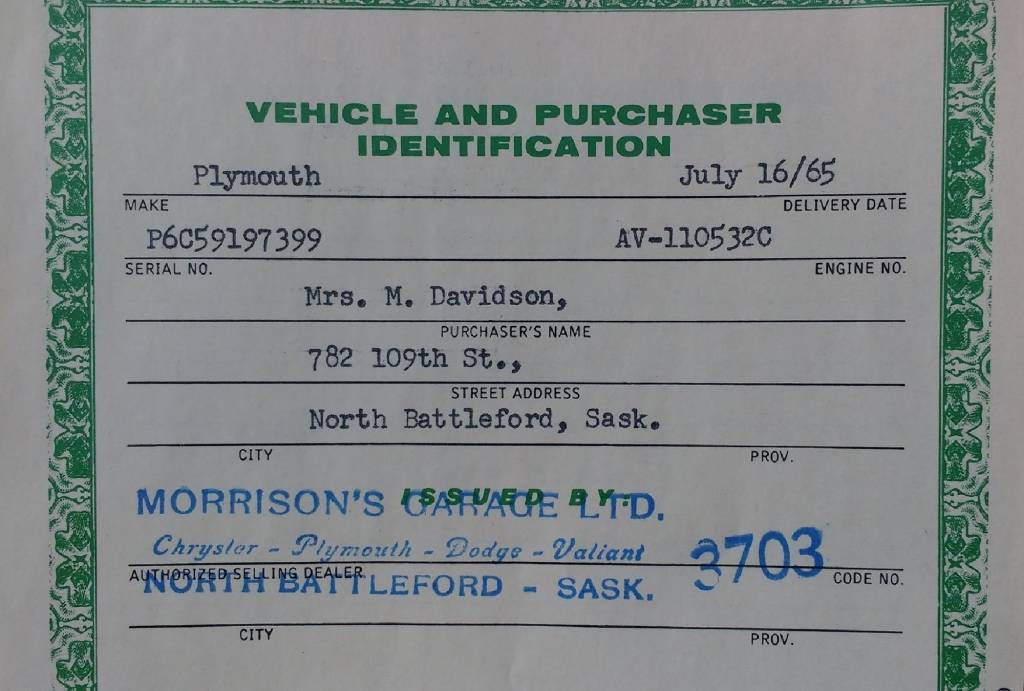 VEHICLE AND PURCHASER
IDENTIFICATION
Plymouth July 16/65
MAKE DELIVERY DATE
P6C59197399 AV-110532C
SERIAL NO. ENGINE NO.
Mrs. M. Davidson,
PURCHASER'S NAME
782 109th St.,
STREET ADDRESS
North Battleford, Sask.
CITY PROV.
ISSUED BY:
MORRISON'S GARAGE LTD.
Chrysler - Plymouth - Dodge - Valiant 3703
AUTHORIZED SELLING DEALER CODE NO.
NORTH BATTLEFORD - SASK.
CITY PROV.